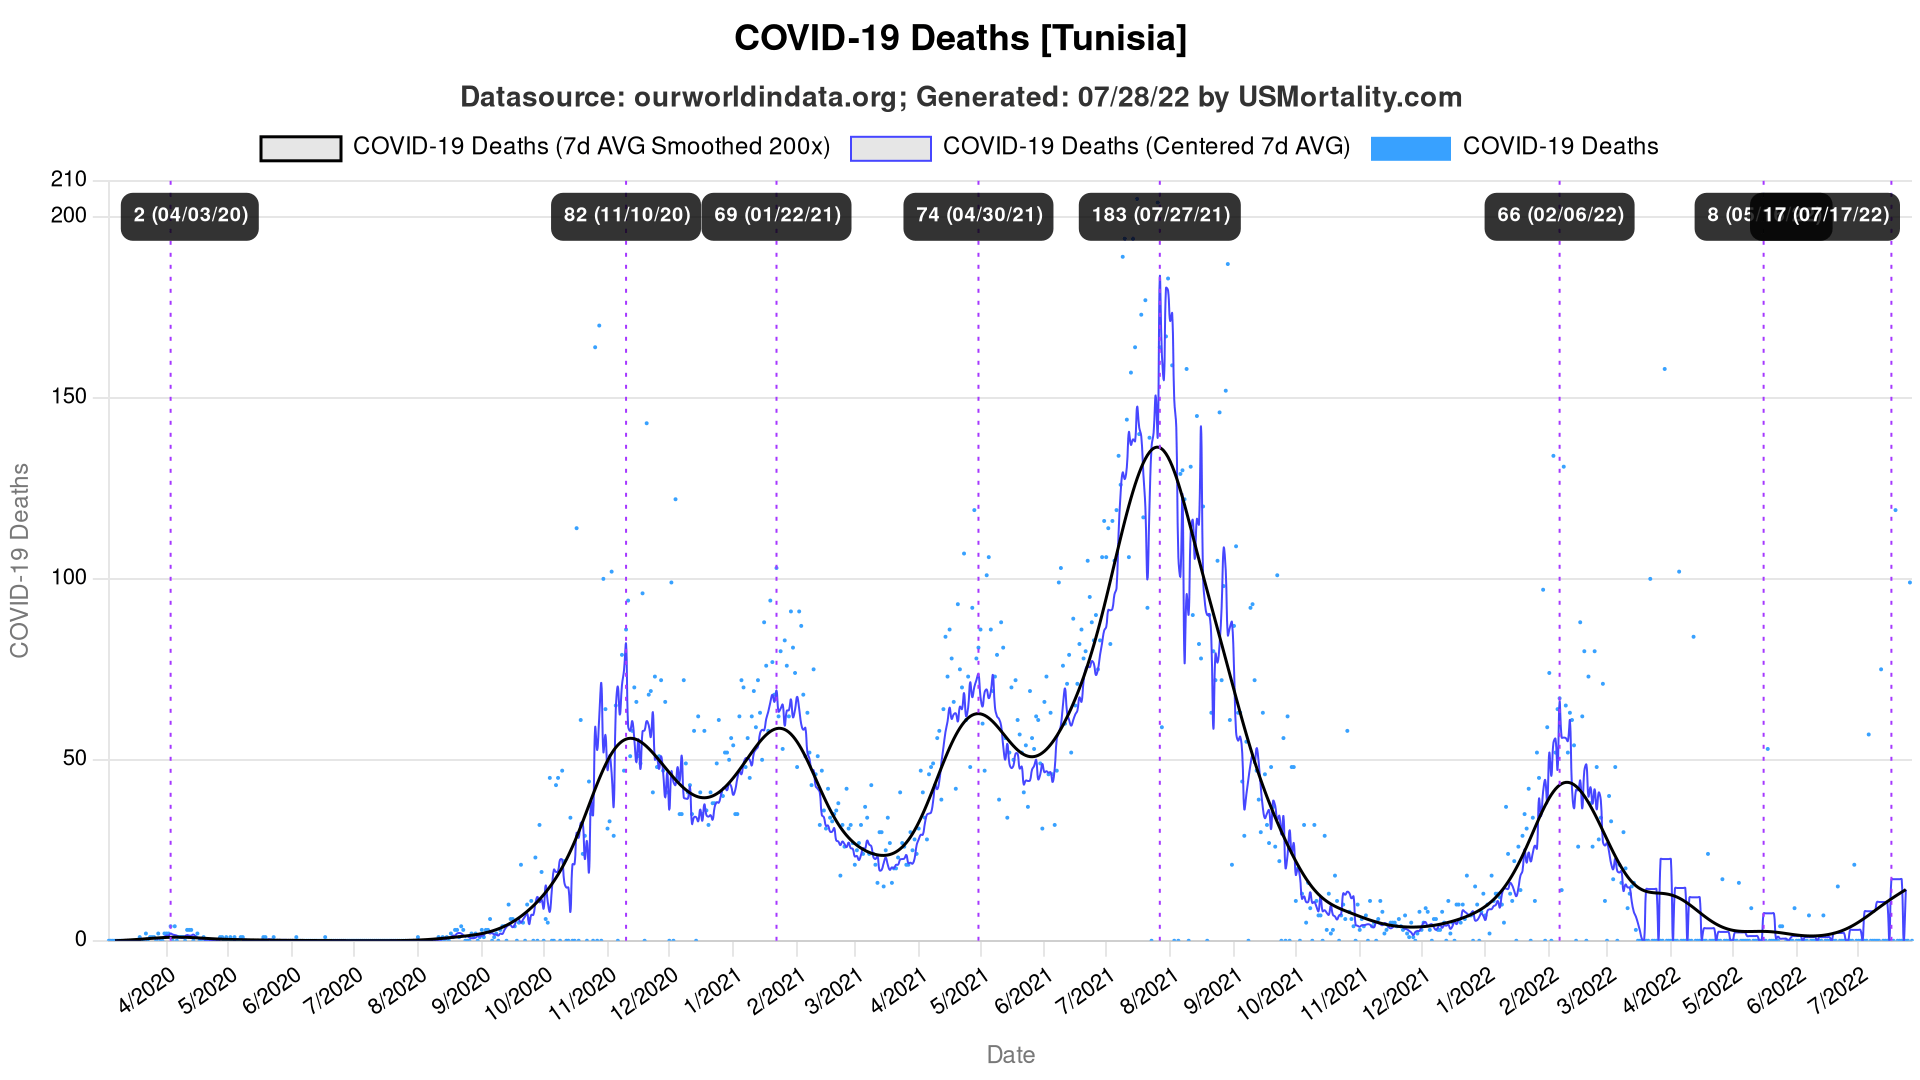 COVID-19 Deaths [Tunisia]
Datasource: ourworldindata.org; Generated: 07/28/22 by USMortality.com
COVID-19 Deaths (7d AVG Smoothed 200x) COVID-19 Deaths (Centered 7d AVG) COVID-19 Deaths
210
200
150
100
50
0
COVID-19 Deaths
2 (04/03/20) 82 (11/10/20) 69 (01/22/21) 74 (04/30/21) 183 (07/27/21) 66 (02/06/22) 8 (05/ 17 (07/17/22)
4/2020 5/2020 6/2020 7/2020 8/2020 9/2020 10/2020 11/2020 12/2020 1/2021 2/2021 3/2021 4/2021 5/2021 6/2021 7/2021 8/2021 9/2021 10/2021 11/2021 12/2021 1/2022 2/2022 3/2022 4/2022 5/2022 6/2022 7/2022
Date